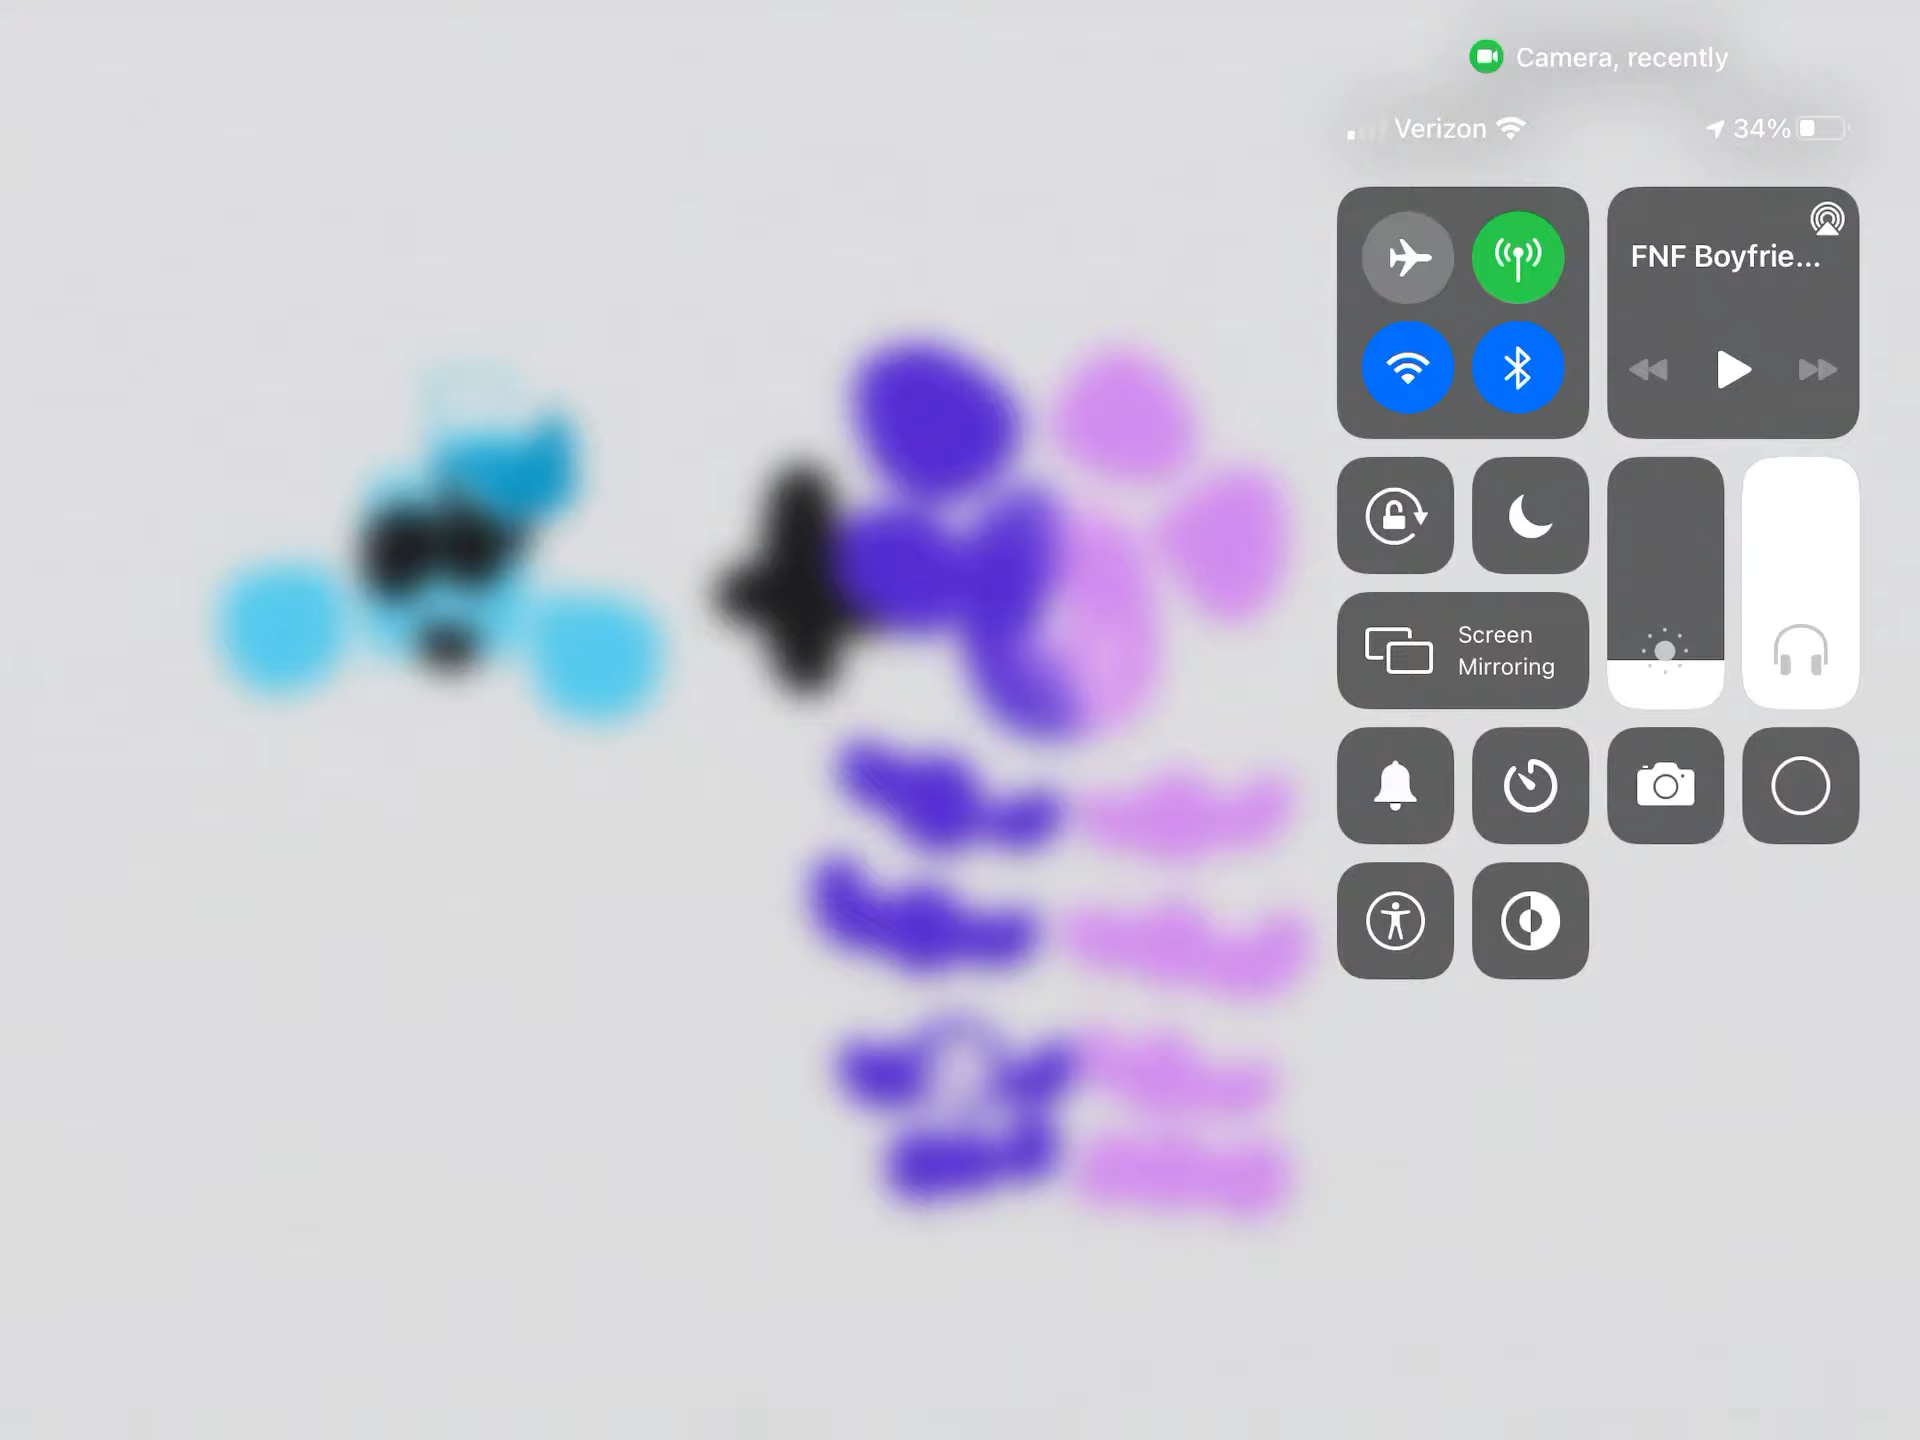 Camera, recently
Verizon 34%
FNF Boyfrie...
Screen
Mirroring